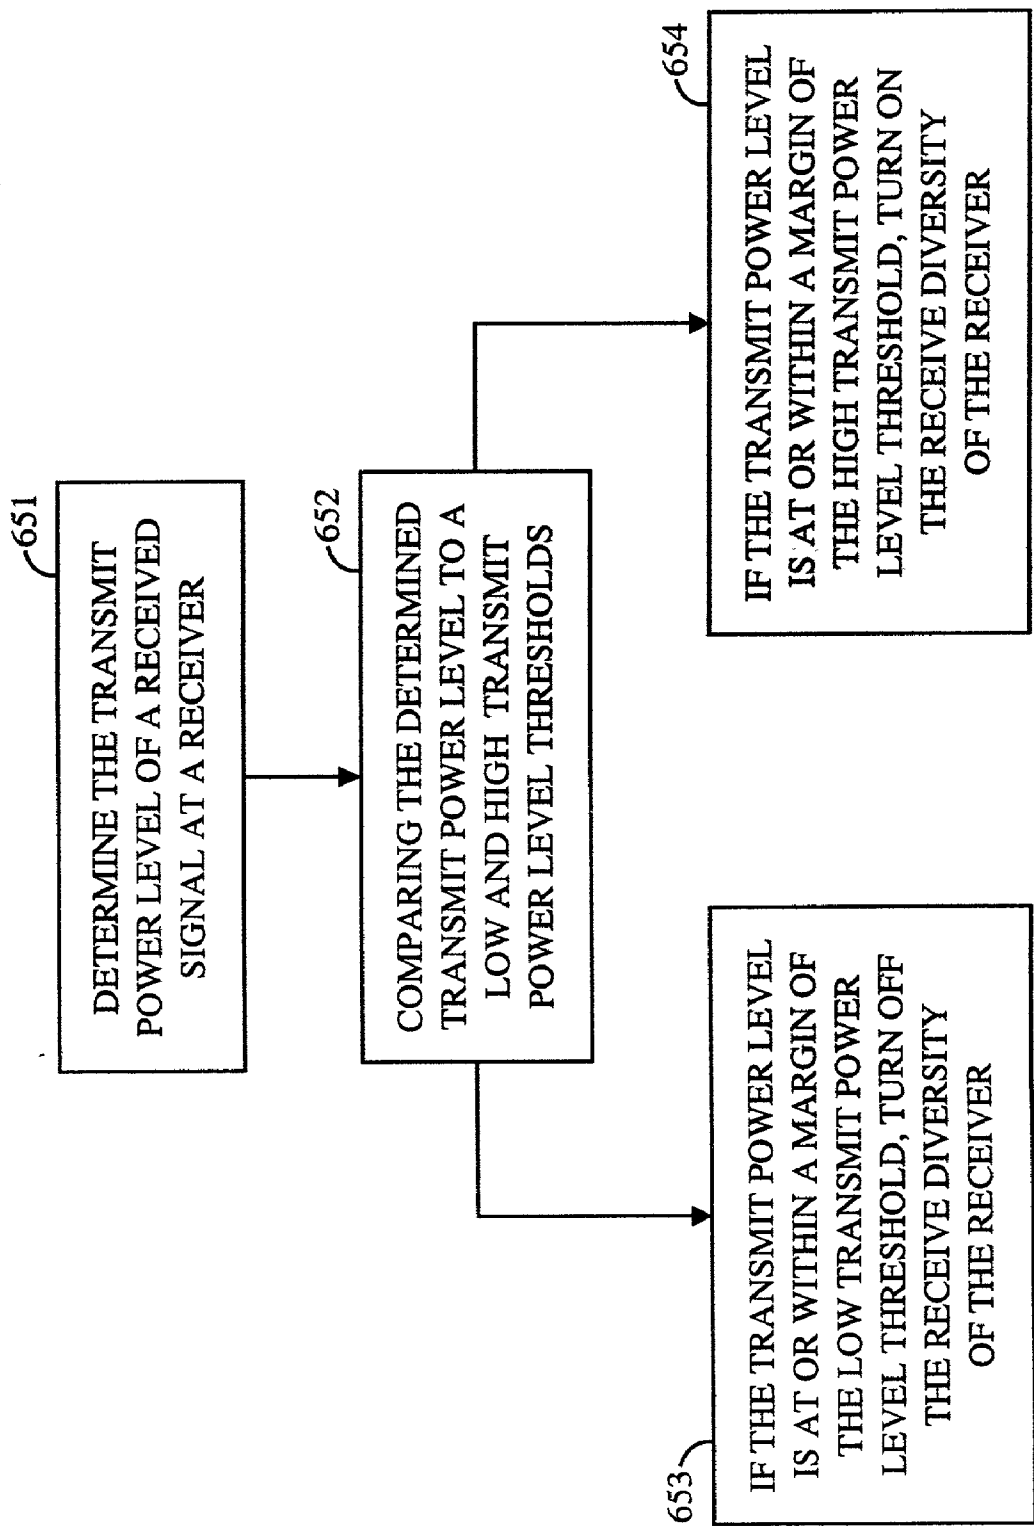 651
DETERMINE THE TRANSMIT
POWER LEVEL OF A RECEIVED
SIGNAL AT A RECEIVER
652
COMPARING THE DETERMINED
TRANSMIT POWER LEVEL TO A
LOW AND HIGH TRANSMIT
POWER LEVEL THRESHOLDS
653
IF THE TRANSMIT POWER LEVEL
IS AT OR WITHIN A MARGIN OF
THE LOW TRANSMIT POWER
LEVEL THRESHOLD, TURN OFF
THE RECEIVE DIVERSITY
OF THE RECEIVER
654
IF THE TRANSMIT POWER LEVEL
IS AT OR WITHIN A MARGIN OF
THE HIGH TRANSMIT POWER
LEVEL THRESHOLD, TURN ON
THE RECEIVE DIVERSITY
OF THE RECEIVER